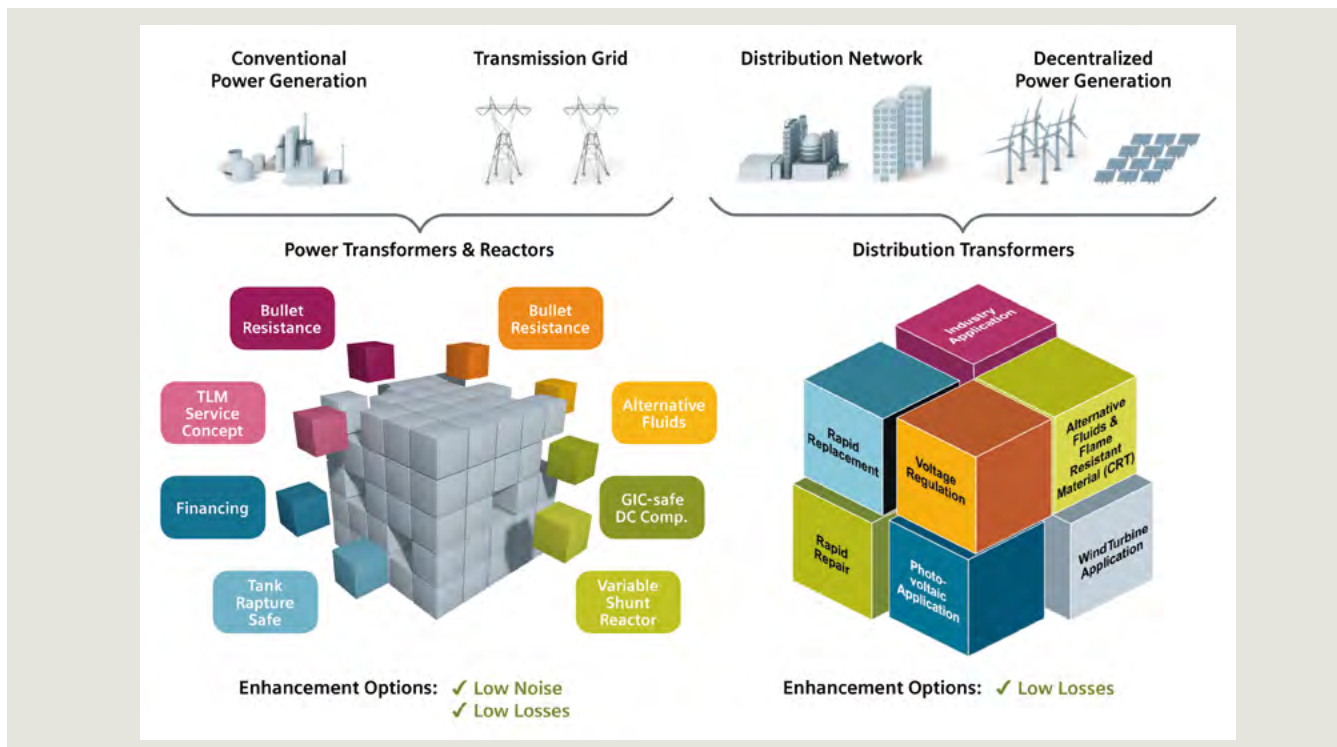 Conventional
Power Generation
Transmission Grid
Distribution Network
Decentralized
Power Generation
Power Transformers & Reactors
Distribution Transformers
Bullet
Resistance
Bullet
Resistance
TLM
Service
Concept
Alternative
Fluids
Financing
GIC-safe
DC Comp.
Tank
Rapture
Safe
Variable
Shunt
Reactor
Industry
Application
Rapid
Replacement
Voltage
Regulation
Alternative
Fluids &
Flame
Resistant
Material (CRT)
Rapid
Repair
Photo-
voltaic
Application
Wind Turbine
Application
Enhancement Options: ✓ Low Noise
✓ Low Losses
Enhancement Options: ✓ Low Losses